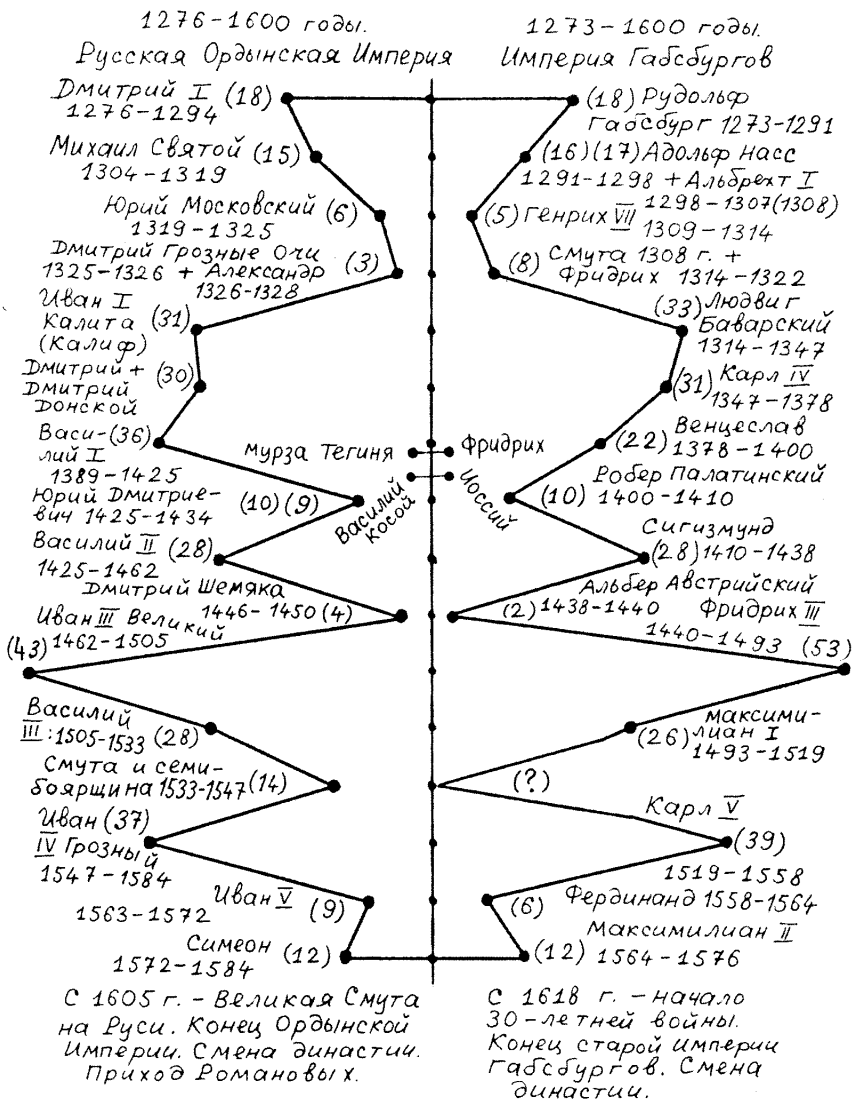 1276-1600 годы.
Русская Ордынская Империя
Дмитрий I (18)
1276-1294
Михаил Святой (15)
1304-1319
Юрий Московский (6)
1319-1325
Дмитрий Грозные Очи
1325-1326 + Александр (3)
1326-1328
Иван I
Калита (31)
(Калиф)
Дмитрий + (30)
Дмитрий
Донской
Васи- (36)
лий I
1389-1425
Юрий Дмитрие- (10) (9)
вич 1425-1434
Василий II (28)
1425-1462
Дмитрий Шемяка
1446-1450 (4)
Иван III Великий
(43) 1462-1505
Василий
III: 1505-1533 (28)
Смута и семи-
боярщина 1533-1547 (14)
Иван (37)
IV Грозный
1547-1584
Иван V (9)
1563-1572
Симеон (12)
1572-1584
С 1605 г. - Великая Смута
на Руси. Конец Ордынской
Империи. Смена династии.
Приход Романовых.
Мурза Тегиня
Фридрих
Василий
Косой
Иоссий
1273-1600 годы.
Империя Габсбургов
(18) Рудольф
Габсбург 1273-1291
(16) (17) Адольф Насс
1291-1298 + Альбрехт I
1298-1307 (1308)
(5) Генрих VII 1309-1314
Смута 1308 г. +
(8) Фридрих 1314-1322
(33) Людвиг
Баварский
1314-1347
(31) Карл IV
1347-1378
Венцеслав
(22) 1378-1400
Робер Палатинский
(10) 1400-1410
Сигизмунд
(28) 1410-1438
Альбер Австрийский
(2) 1438-1440
Фридрих III
1440-1493 (53)
Максими-
(26) лиан I
1493-1519
(?)
Карл V
(39)
1519-1558
(6) Фердинанд 1558-1564
Максимилиан II
(12) 1564-1576
С 1618 г. - начало
30-летней войны.
Конец старой империи
Габсбургов. Смена
династии.